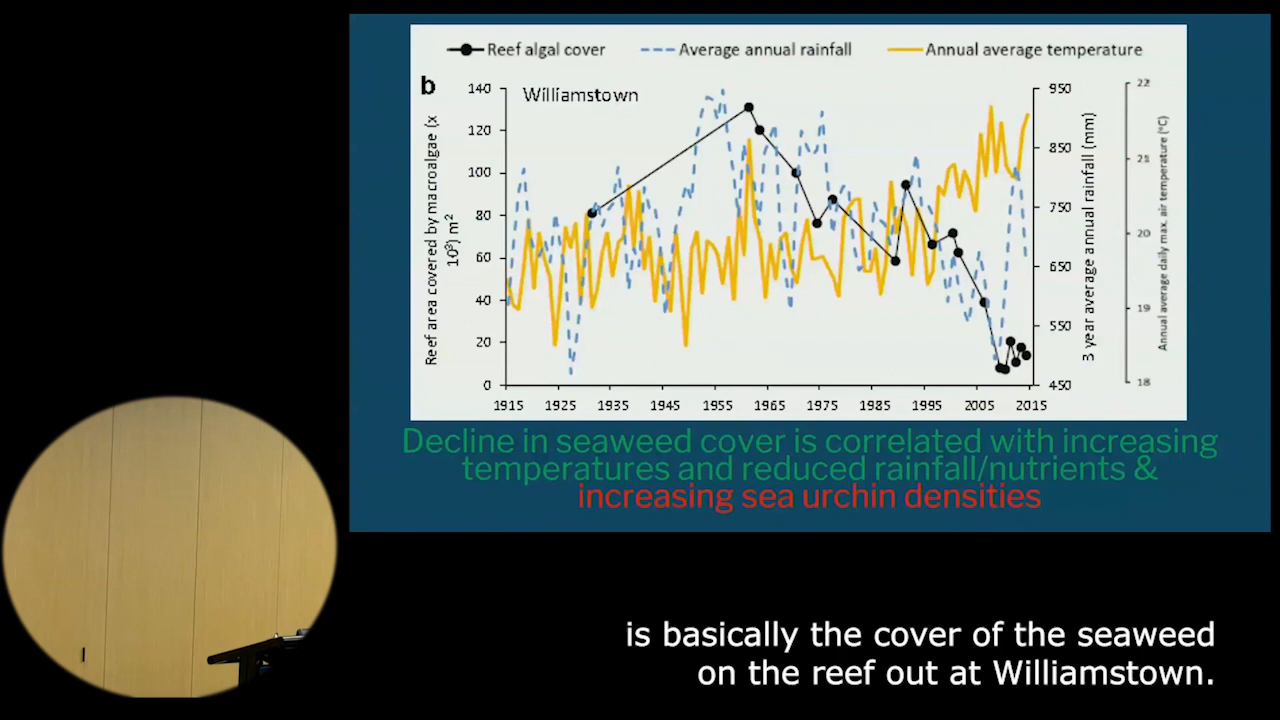 Reef algal cover
Average annual rainfall
Annual average temperature
b
Williamstown
Reef area covered by macroalgae (x
10³) m²
140
120
100
80
60
40
20
0
1915
1925
1935
1945
1955
1965
1975
1985
1995
2005
2015
950
850
750
650
550
450
3 year average annual rainfall (mm)
22
21
20
19
18
Annual average daily max. air temperature (°C)
Decline in seaweed cover is correlated with increasing
temperatures and reduced rainfall/nutrients &
increasing sea urchin densities
is basically the cover of the seaweed
on the reef out at Williamstown.